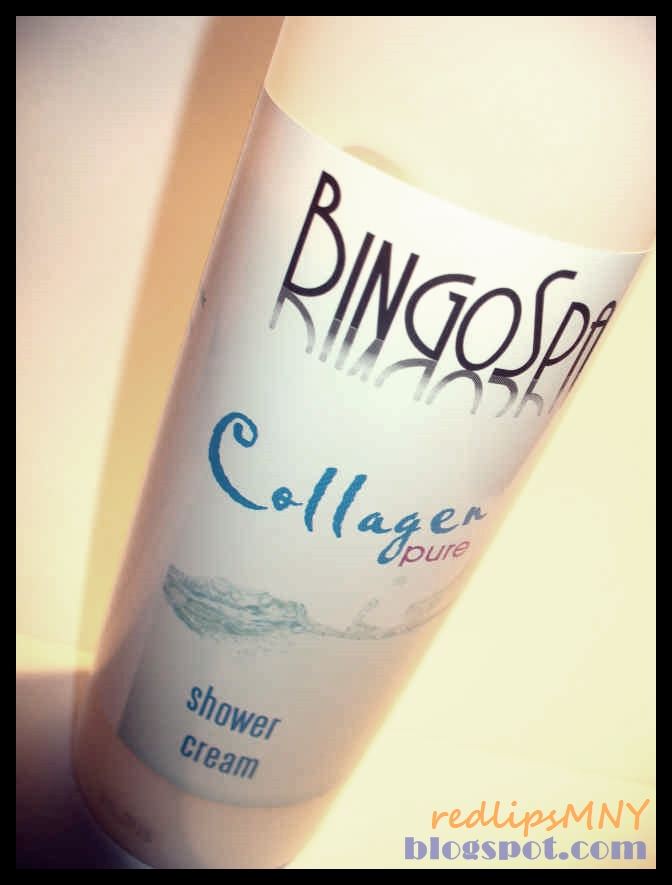 BINGOSPA
Collagen
pure
shower
cream
redlipsMNY
blogspot.com